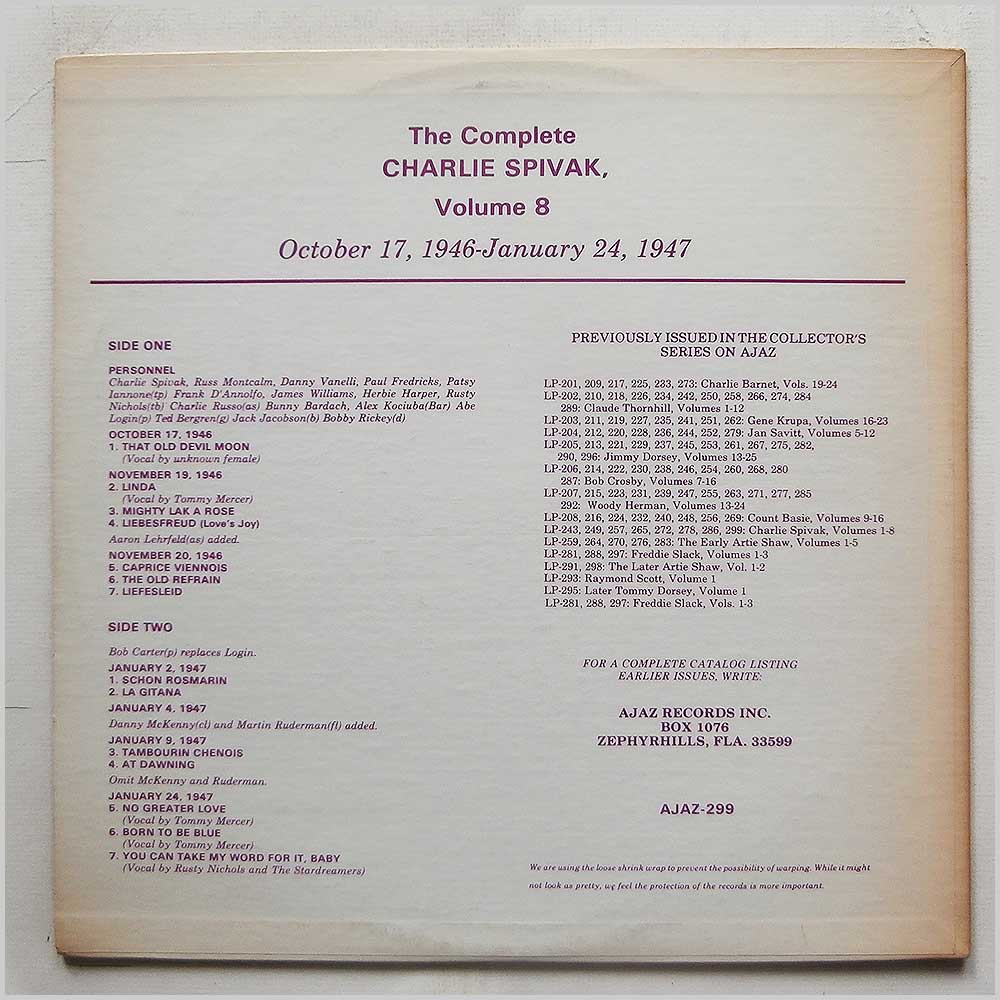 The Complete
CHARLIE SPIVAK,
Volume 8
October 17, 1946-January 24, 1947
SIDE ONE
PERSONNEL
Charlie Spivak, Russ Montcalm, Danny Vanelli, Paul Fredricks, Patsy
Iannone(tp) Frank D'Annolfo, James Williams, Herbie Harper, Rusty
Nichols(tb) Charlie Russo(as) Bunny Bardach, Alex Kociuba(Bar) Abe
Login(p) Ted Bergren(g) Jack Jacobson(b) Bobby Rickey(d)
OCTOBER 17, 1946
1. THAT OLD DEVIL MOON
(Vocal by unknown female)
NOVEMBER 19, 1946
2. LINDA
(Vocal by Tommy Mercer)
3. MIGHTY LAK A ROSE
4. LIEBESFREUD (Love's Joy)
Aaron Lehrfeld(as) added.
NOVEMBER 20, 1946
5. CAPRICE VIENNOIS
6. THE OLD REFRAIN
7. LIEFESLEID
SIDE TWO
Bob Carter(p) replaces Login.
JANUARY 2, 1947
1. SCHON ROSMARIN
2. LA GITANA
JANUARY 4, 1947
Danny McKenny(cl) and Martin Ruderman(fl) added.
JANUARY 9, 1947
3. TAMBOURIN CHENOIS
4. AT DAWNING
Omit McKenny and Ruderman.
JANUARY 24, 1947
5. NO GREATER LOVE
(Vocal by Tommy Mercer)
6. BORN TO BE BLUE
(Vocal by Tommy Mercer)
7. YOU CAN TAKE MY WORD FOR IT, BABY
(Vocal by Rusty Nichols and The Stardreamers)
PREVIOUSLY ISSUED IN THE COLLECTOR'S
SERIES ON AJAZ
LP-201, 209, 217, 225, 233, 273: Charlie Barnet, Vols. 19-24
LP-202, 210, 218, 226, 234, 242, 250, 258, 266, 274, 284
289: Claude Thornhill, Volumes 1-12
LP-203, 211, 219, 227, 235, 241, 251, 262: Gene Krupa, Volumes 16-23
LP-204, 212, 220, 228, 236, 244, 252, 279: Jan Savitt, Volumes 5-12
LP-205, 213, 221, 229, 237, 245, 253, 261, 267, 275, 282,
290, 296: Jimmy Dorsey, Volumes 13-25
LP-206, 214, 222, 230, 238, 246, 254, 260, 268, 280
287: Bob Crosby, Volumes 7-16
LP-207, 215, 223, 231, 239, 247, 255, 263, 271, 277, 285
292: Woody Herman, Volumes 13-24
LP-208, 216, 224, 232, 240, 248, 256, 269: Count Basie, Volumes 9-16
LP-243, 249, 257, 265, 272, 278, 286, 299: Charlie Spivak, Volumes 1-8
LP-259, 264, 270, 276, 283: The Early Artie Shaw, Volumes 1-5
LP-281, 288, 297: Freddie Slack, Volumes 1-3
LP-291, 298: The Later Artie Shaw, Vol. 1-2
LP-293: Raymond Scott, Volume 1
LP-295: Later Tommy Dorsey, Volume 1
LP-281, 288, 297: Freddie Slack, Vols. 1-3
FOR A COMPLETE CATALOG LISTING
EARLIER ISSUES, WRITE:
AJAZ RECORDS INC.
BOX 1076
ZEPHYRHILLS, FLA. 33599
AJAZ-299
We are using the loose shrink wrap to prevent the possibility of warping. While it might
not look as pretty, we feel the protection of the records is more important.